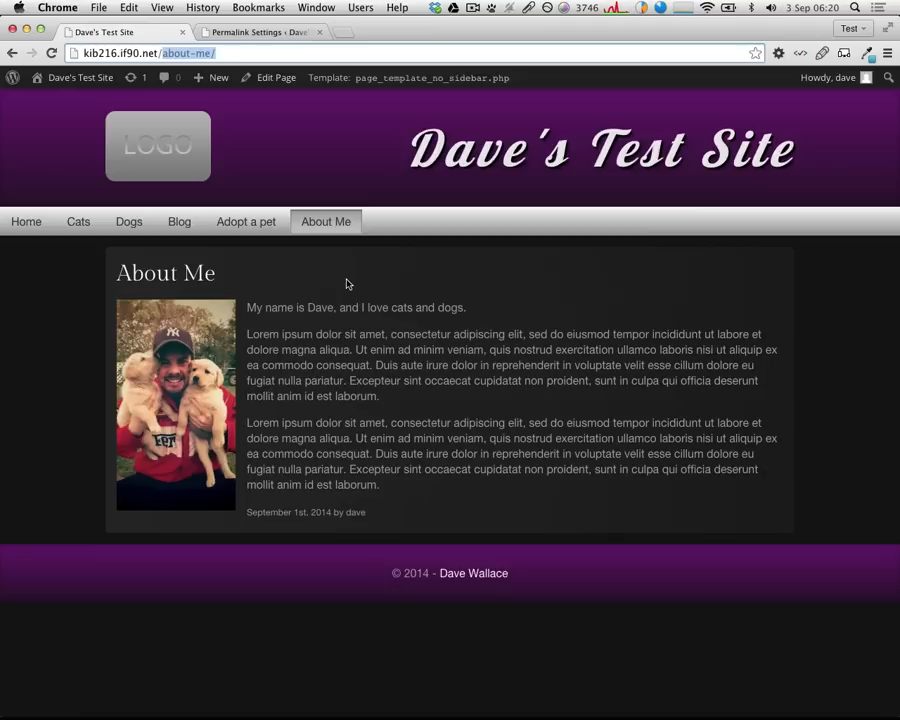 Chrome File Edit View History Bookmarks Window Users Help 3746 3 Sep 06:20
Dave's Test Site Permalink Settings ‹ Dave' Test
kib216.if90.net/about-me/
Dave's Test Site 1 0 New Edit Page Template: page_template_no_sidebar.php Howdy, dave
LOGO
Dave's Test Site
Home Cats Dogs Blog Adopt a pet About Me
About Me
My name is Dave, and I love cats and dogs.
Lorem ipsum dolor sit amet, consectetur adipiscing elit, sed do eiusmod tempor incididunt ut labore et
dolore magna aliqua. Ut enim ad minim veniam, quis nostrud exercitation ullamco laboris nisi ut aliquip ex
ea commodo consequat. Duis aute irure dolor in reprehenderit in voluptate velit esse cillum dolore eu
fugiat nulla pariatur. Excepteur sint occaecat cupidatat non proident, sunt in culpa qui officia deserunt
mollit anim id est laborum.
Lorem ipsum dolor sit amet, consectetur adipiscing elit, sed do eiusmod tempor incididunt ut labore et
dolore magna aliqua. Ut enim ad minim veniam, quis nostrud exercitation ullamco laboris nisi ut aliquip ex
ea commodo consequat. Duis aute irure dolor in reprehenderit in voluptate velit esse cillum dolore eu
fugiat nulla pariatur. Excepteur sint occaecat cupidatat non proident, sunt in culpa qui officia deserunt
mollit anim id est laborum.
September 1st, 2014 by dave
© 2014 - Dave Wallace